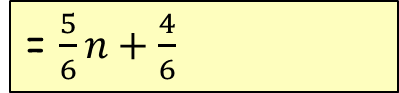 = 5/6 n + 4/6